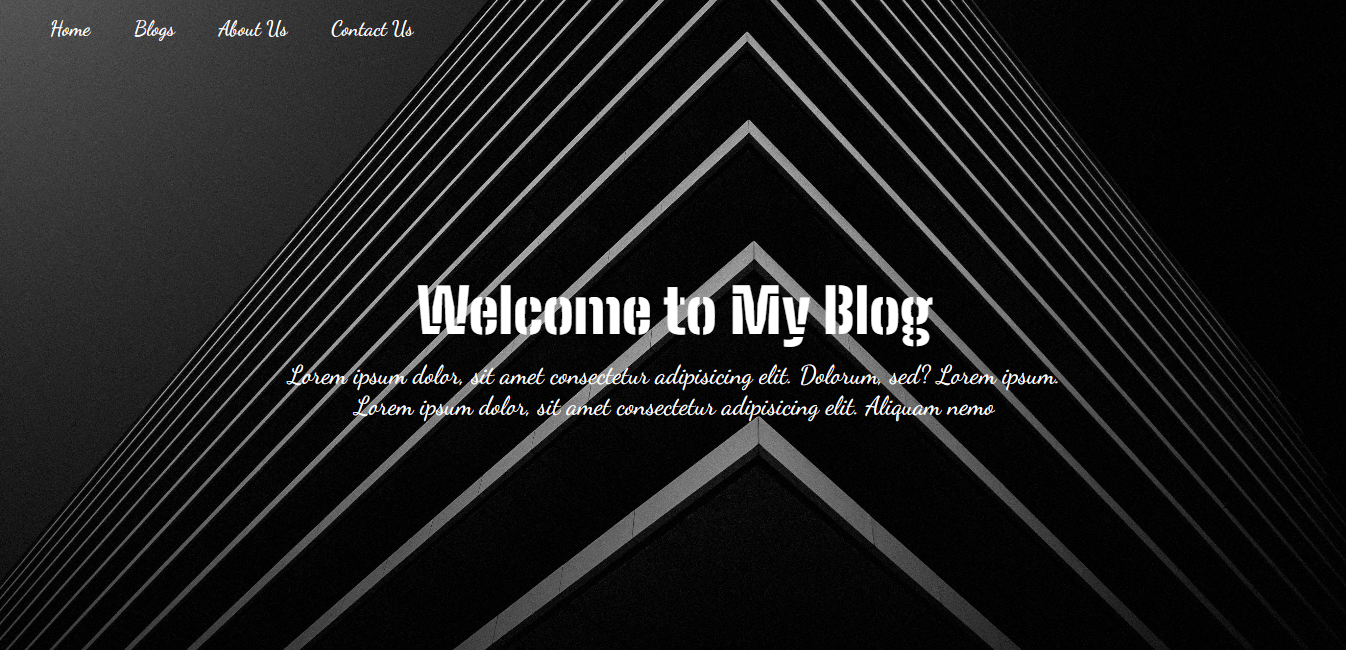 Home Blogs About Us Contact Us
Welcome to My Blog
Lorem ipsum dolor, sit amet consectetur adipisicing elit. Dolorum, sed? Lorem ipsum.
Lorem ipsum dolor, sit amet consectetur adipisicing elit. Aliquam nemo